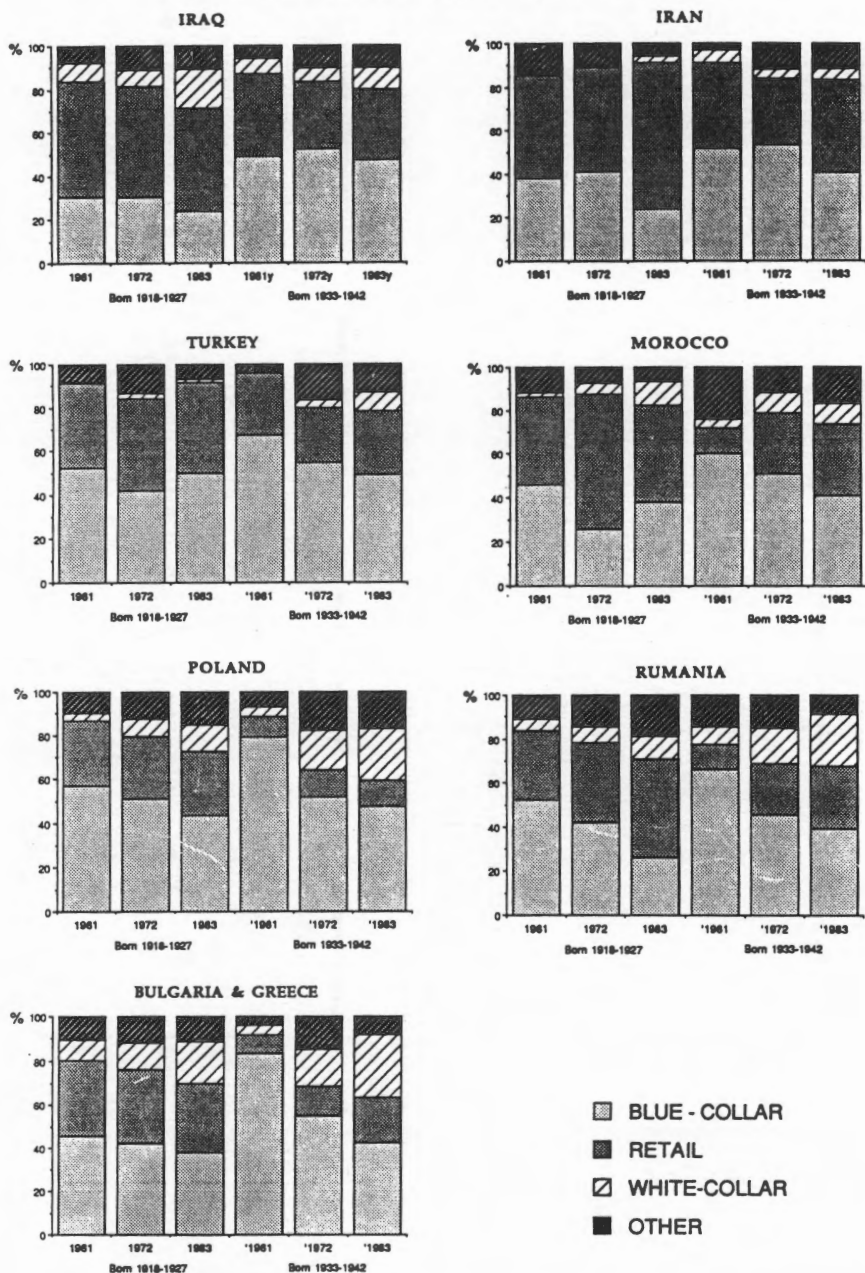 IRAQ
%
100
80
60
40
20
0
1961 1972 1983 1961y 1972y 1983y
Born 1918-1927 Born 1933-1942
IRAN
%
100
80
60
40
20
0
1961 1972 1983 '1961 '1972 '1983
Born 1918-1927 Born 1933-1942
TURKEY
%
100
80
60
40
20
0
1961 1972 1983 '1961 '1972 '1983
Born 1918-1927 Born 1933-1942
MOROCCO
%
100
80
60
40
20
0
1961 1972 1983 '1961 '1972 '1983
Born 1918-1927 Born 1933-1942
POLAND
%
100
80
60
40
20
0
1961 1972 1983 '1961 '1972 '1983
Born 1918-1927 Born 1933-1942
RUMANIA
%
100
80
60
40
20
0
1961 1972 1983 '1961 '1972 '1983
Born 1918-1927 Born 1933-1942
BULGARIA & GREECE
%
100
80
60
40
20
0
1961 1972 1983 '1961 '1972 '1983
Born 1918-1927 Born 1933-1942
BLUE - COLLAR
RETAIL
WHITE-COLLAR
OTHER